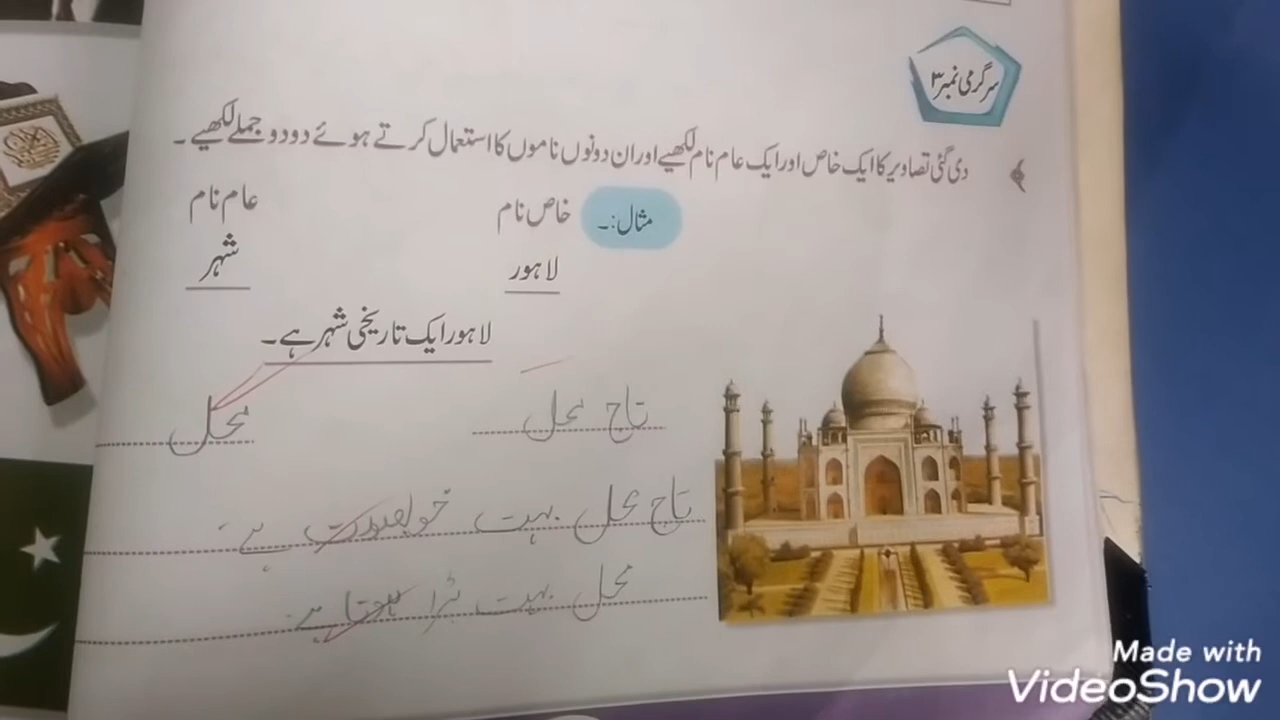 سرگرمی نمبر ۳
دی گئی تصاویر کا ایک خاص اور ایک عام نام لکھیے اور ان دونوں ناموں کا استعمال کرتے ہوئے دو دو جملے لکھیے ۔
مثال:۔ خاص نام عام نام
لاہور شہر
لاہور ایک تاریخی شہر ہے۔
تاج محل محل
تاج محل بہت خوبصورت ہے
محل بہت بڑا ہے
Made with
VideoShow